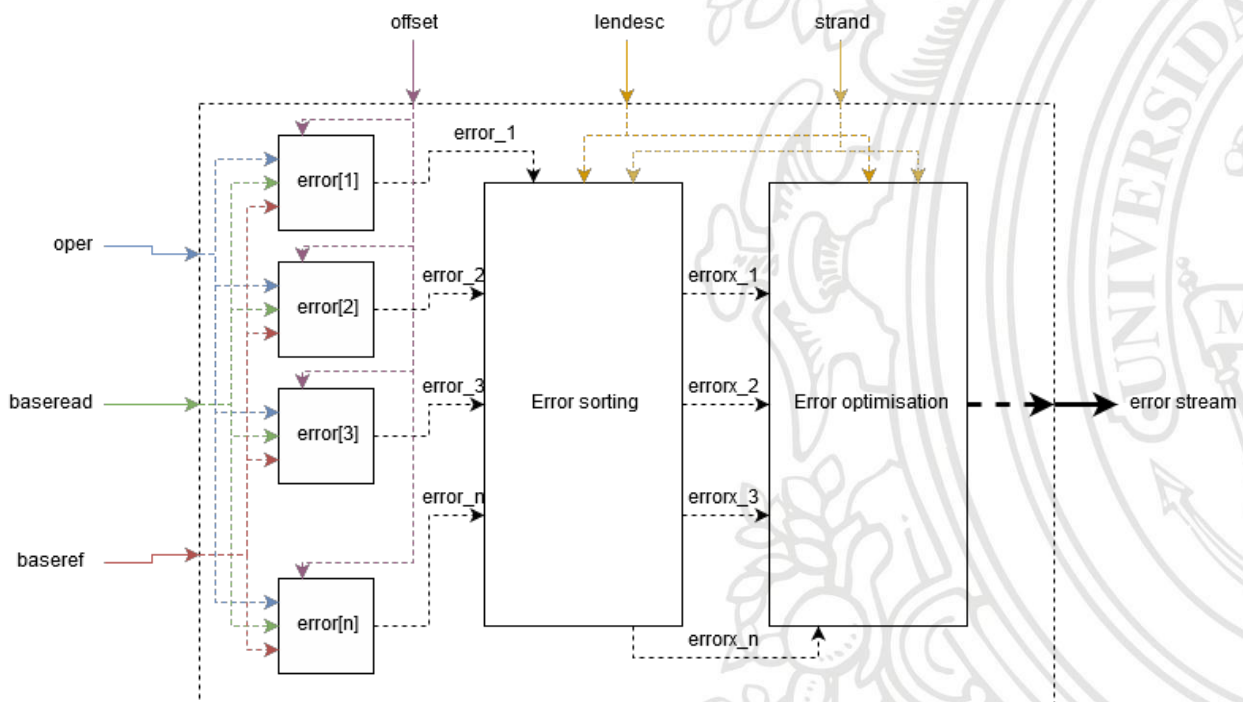 offset
lendesc
strand
error_1
error[1]
oper
error_2
errorx_1
error[2]
baseread
error_3
errorx_2
Error sorting
Error optimisation
error stream
error[3]
error_n
errorx_3
baseref
error[n]
errorx_n
UNIVERSIDA
M